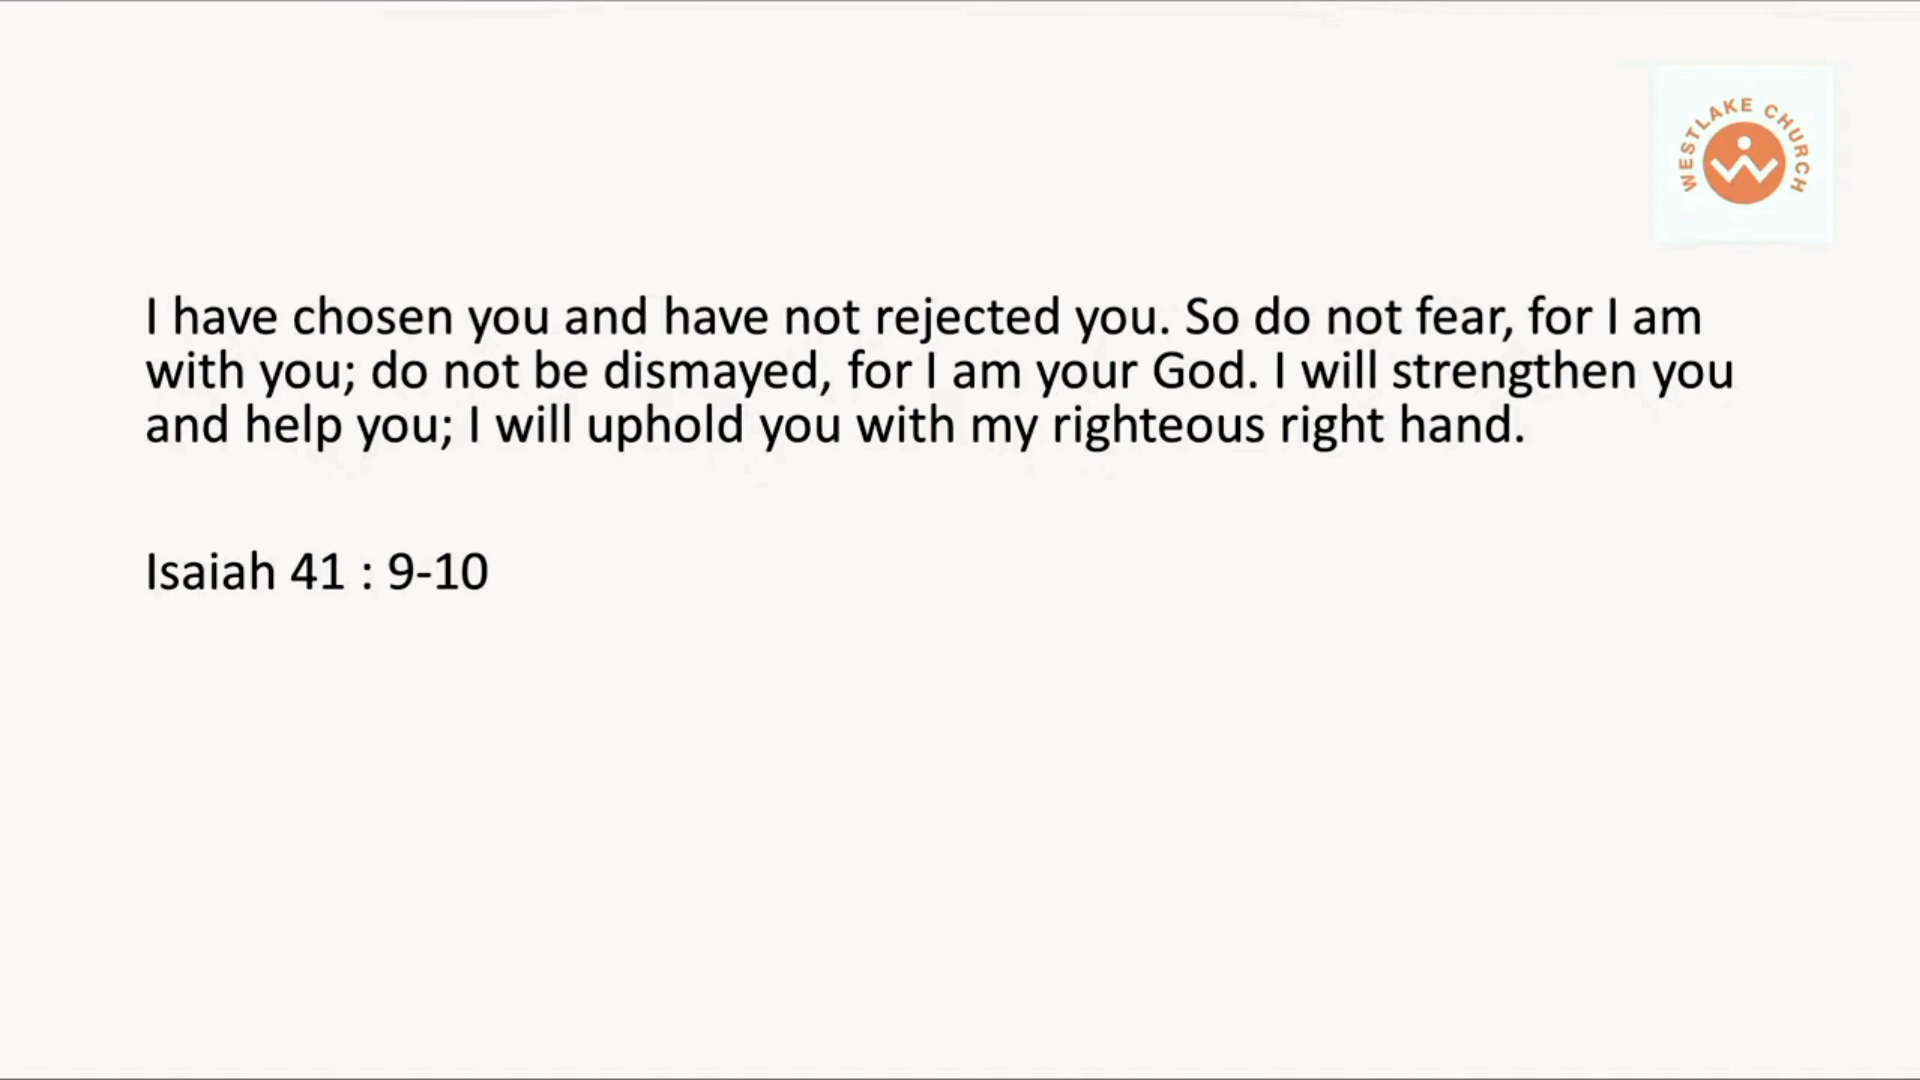 WESTLAKE CHURCH
I have chosen you and have not rejected you. So do not fear, for I am
with you; do not be dismayed, for I am your God. I will strengthen you
and help you; I will uphold you with my righteous right hand.
Isaiah 41 : 9-10